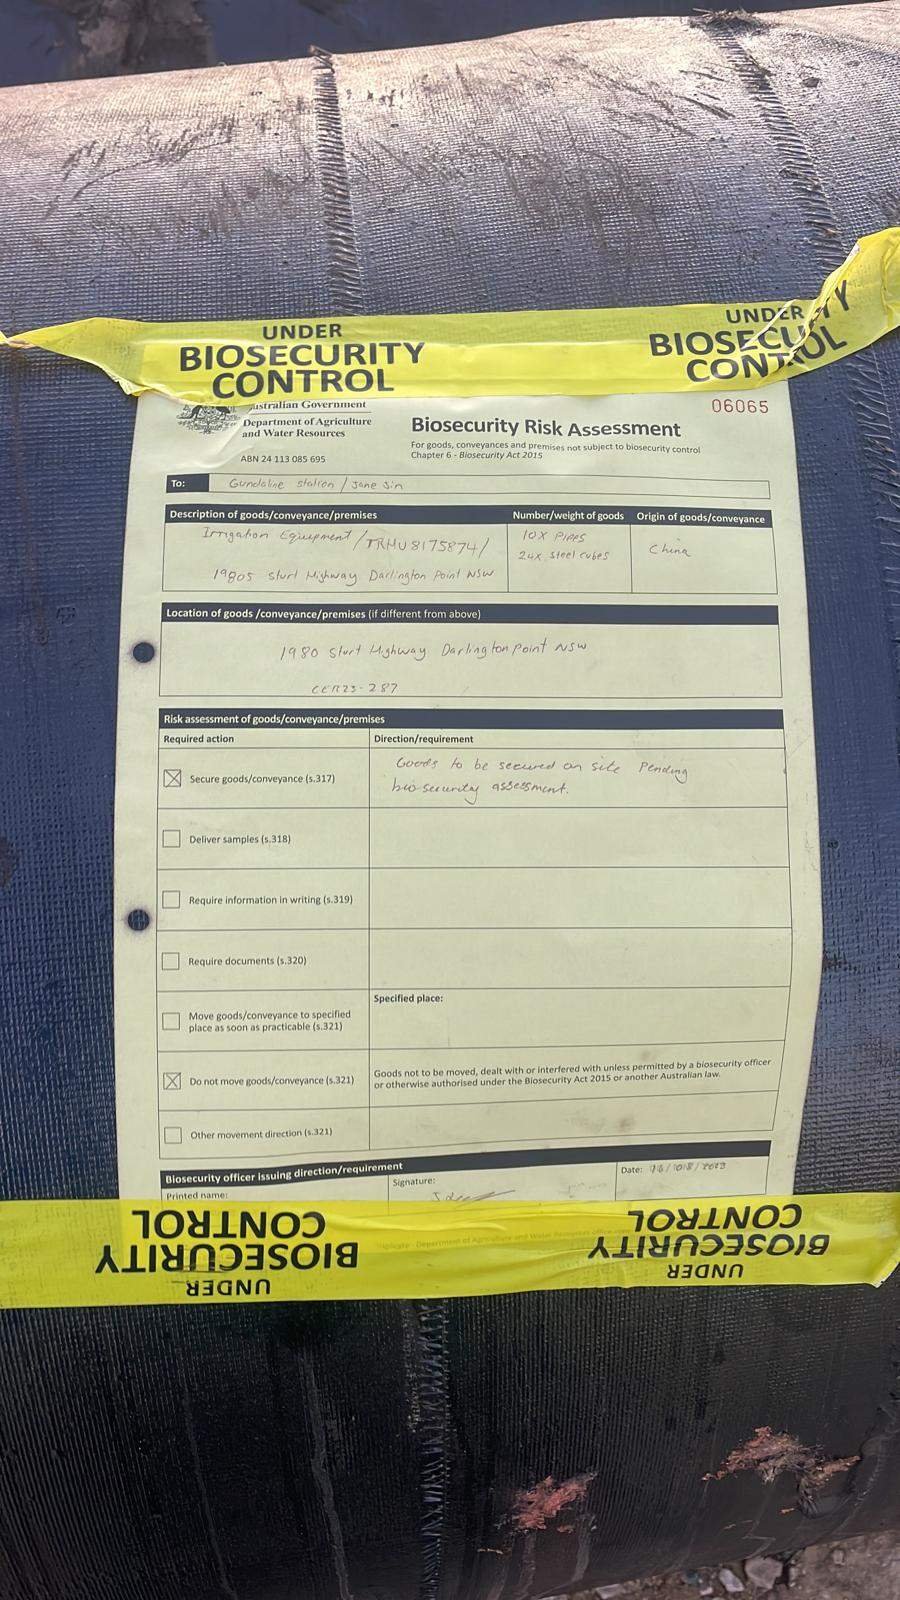 UNDER
BIOSECURITY
CONTROL
UNDER
BIOSECURITY
CONTROL
Australian Government
Department of Agriculture
and Water Resources
ABN 24 113 085 695
06065
Biosecurity Risk Assessment
For goods, conveyances and premises not subject to biosecurity control
Chapter 6 - Biosecurity Act 2015
To: Gundaline station / Jane Sin
Description of goods/conveyance/premises
Number/weight of goods
Origin of goods/conveyance
Irrigation Equipment / TRHU8175874 /
19805 Sturt Highway Darlington Point NSW
10X Pipes
24X Steel cubes
China
Location of goods /conveyance/premises (if different from above)
1980 Sturt Highway Darlington Point NSW
CER23-287
Risk assessment of goods/conveyance/premises
Required action
Direction/requirement
Secure goods/conveyance (s.317)
Goods to be secured on site Pending
biosecurity assessment.
Deliver samples (s.318)
Require information in writing (s.319)
Require documents (s.320)
Move goods/conveyance to specified
place as soon as practicable (s.321)
Specified place:
Do not move goods/conveyance (s.321)
Goods not to be moved, dealt with or interfered with unless permitted by a biosecurity officer
or otherwise authorised under the Biosecurity Act 2015 or another Australian law.
Other movement direction (s.321)
Biosecurity officer issuing direction/requirement
Printed name:
Signature:
Date:
UNDER
BIOSECURITY
CONTROL
UNDER
BIOSECURITY
CONTROL